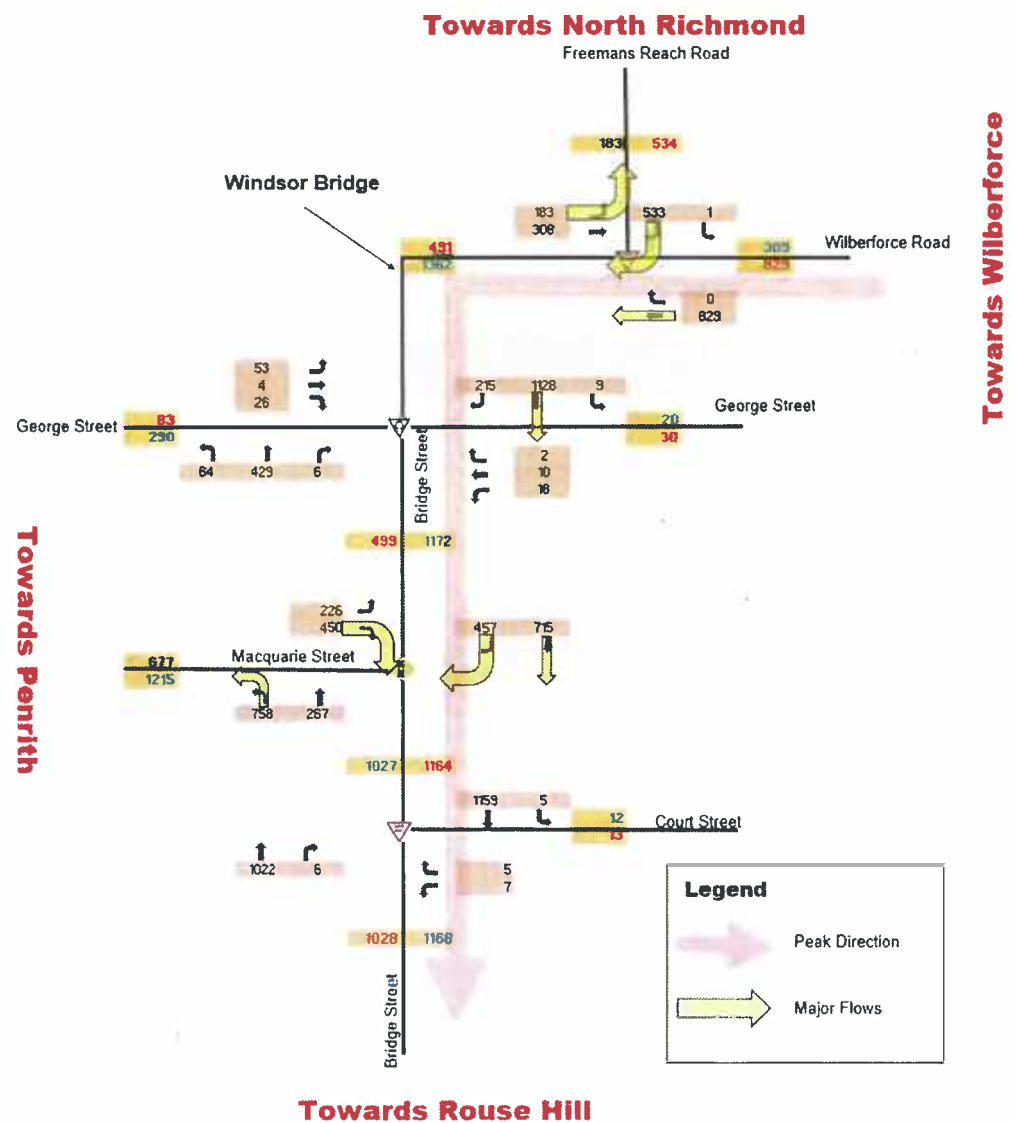 Towards North Richmond
Freemans Reach Road
183 534
Towards Wilberforce
Windsor Bridge
183 533 1
308
491
1362
Wilberforce Road
309
829
0
829
53
4
26
215 1128 9
George Street
83
290
George Street
20
30
64 429 6
2
10
18
Bridge Street
499 1172
Towards Penrith
226
450
457 715
Macquarie Street
677
1215
758 267
1027 1164
1159 5
12
13
Court Street
1022 6
5
7
1028 1166
Bridge Street
Legend
Peak Direction
Major Flows
Towards Rouse Hill